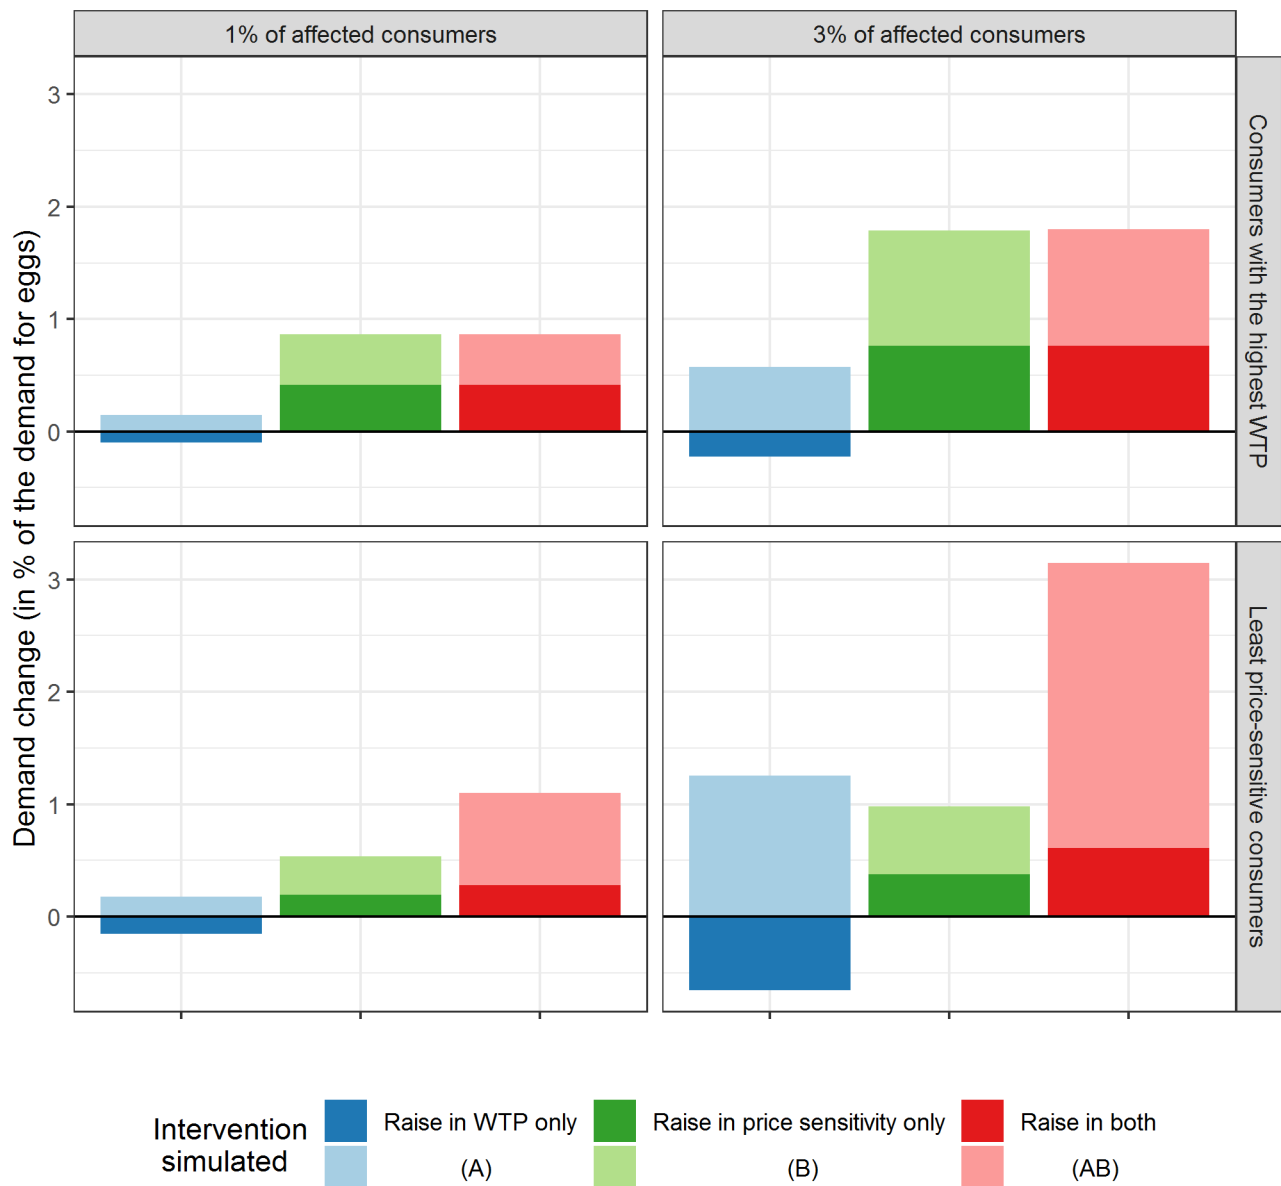 1% of affected consumers
3% of affected consumers
Demand change (in % of the demand for eggs)
3
2
1
0
Consumers with the highest WTP
3
2
1
0
Least price-sensitive consumers
Intervention
simulated
Raise in WTP only
Raise in price sensitivity only
Raise in both
(A)
(B)
(AB)